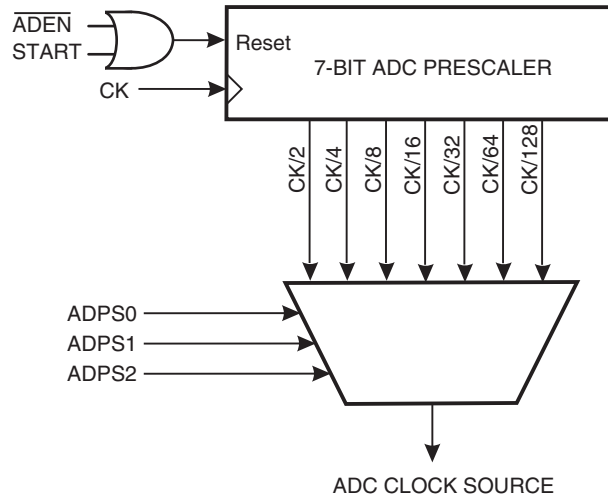 ADEN
START
Reset
7-BIT ADC PRESCALER
CK
CK/2
CK/4
CK/8
CK/16
CK/32
CK/64
CK/128
ADPS0
ADPS1
ADPS2
ADC CLOCK SOURCE